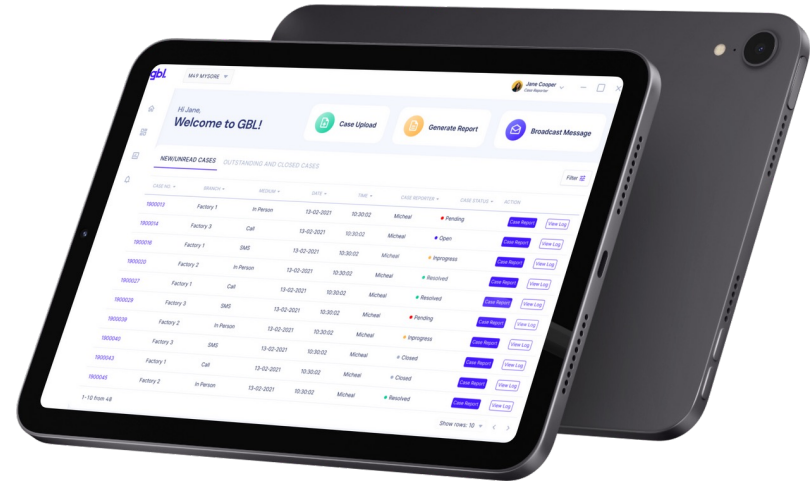 gbl.
MAP MYSORE
Jane Cooper
Case Reporter
Hi Jane,
Welcome to GBL!
Case Upload
Generate Report
Broadcast Message
NEW/UNREAD CASES OUTSTANDING AND CLOSED CASES
Filter
CASE NO. BRANCH MEDIUM DATE TIME CASE REPORTER CASE STATUS ACTION
1900012 Factory 1 In Person 13-02-2021 10:30:02 Micheal Pending Case Report View Log
1900014 Factory 3 Call 13-02-2021 10:30:02 Micheal Open Case Report View Log
1900016 Factory 1 SMS 13-02-2021 10:30:02 Micheal Inprogress Case Report View Log
1900020 Factory 2 In Person 13-02-2021 10:30:02 Micheal Resolved Case Report View Log
1900027 Factory 1 Call 13-02-2021 10:30:02 Micheal Resolved Case Report View Log
1900028 Factory 3 SMS 13-02-2021 10:30:02 Micheal Pending Case Report View Log
1900039 Factory 2 In Person 13-02-2021 10:30:02 Micheal Inprogress Case Report View Log
1900040 Factory 3 SMS 13-02-2021 10:30:02 Micheal Closed Case Report View Log
1900043 Factory 1 Call 13-02-2021 10:30:02 Micheal Closed Case Report View Log
1900045 Factory 2 In Person 13-02-2021 10:30:02 Micheal Resolved Case Report View Log
1-10 from 48
Show rows: 10